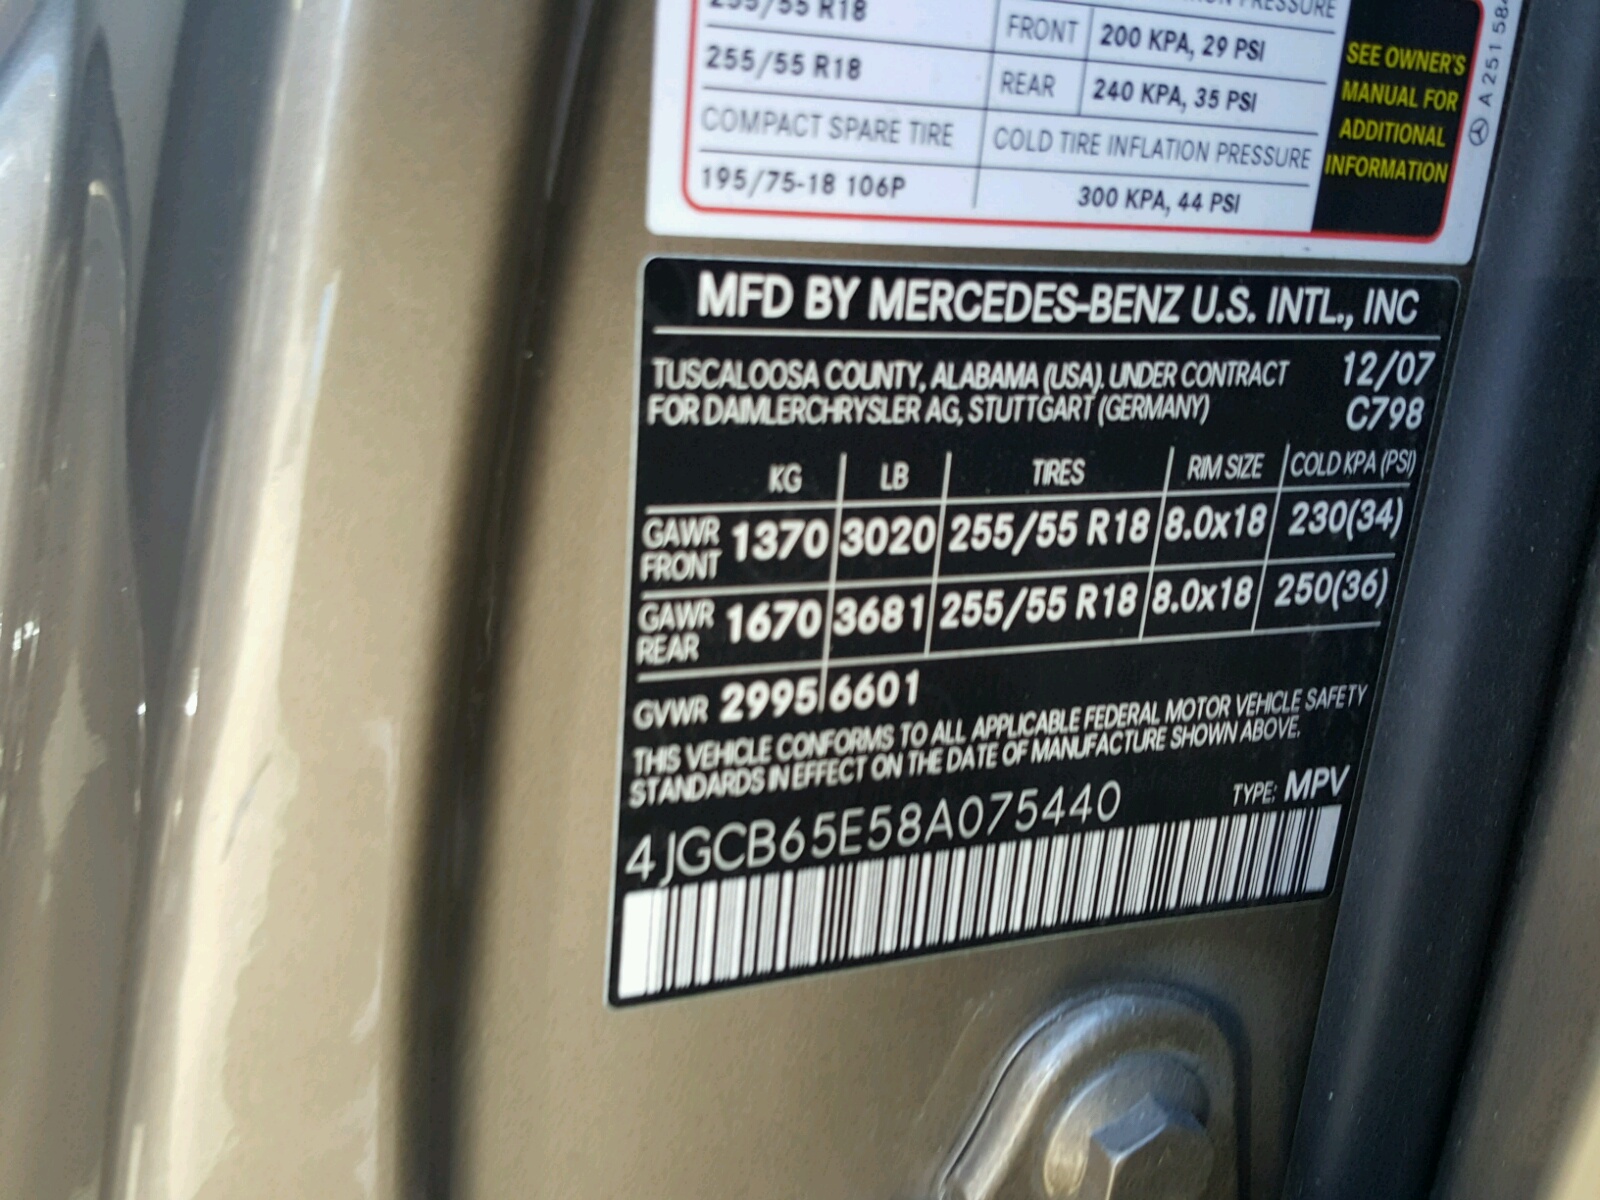 255/55 R18 FRONT 200 KPA, 29 PSI
255/55 R18 REAR 240 KPA, 35 PSI
COMPACT SPARE TIRE COLD TIRE INFLATION PRESSURE
195/75-18 106P 300 KPA, 44 PSI
SEE OWNER'S
MANUAL FOR
ADDITIONAL
INFORMATION
A 251 584
MFD BY MERCEDES-BENZ U.S. INTL., INC
TUSCALOOSA COUNTY, ALABAMA (USA). UNDER CONTRACT 12/07
FOR DAIMLERCHRYSLER AG, STUTTGART (GERMANY) C798
KG LB TIRES RIM SIZE COLD KPA (PSI)
GAWR FRONT 1370 3020 255/55 R18 8.0x18 230(34)
GAWR REAR 1670 3681 255/55 R18 8.0x18 250(36)
GVWR 2995 6601
THIS VEHICLE CONFORMS TO ALL APPLICABLE FEDERAL MOTOR VEHICLE SAFETY
STANDARDS IN EFFECT ON THE DATE OF MANUFACTURE SHOWN ABOVE.
4JGCB65E58A075440 TYPE: MPV